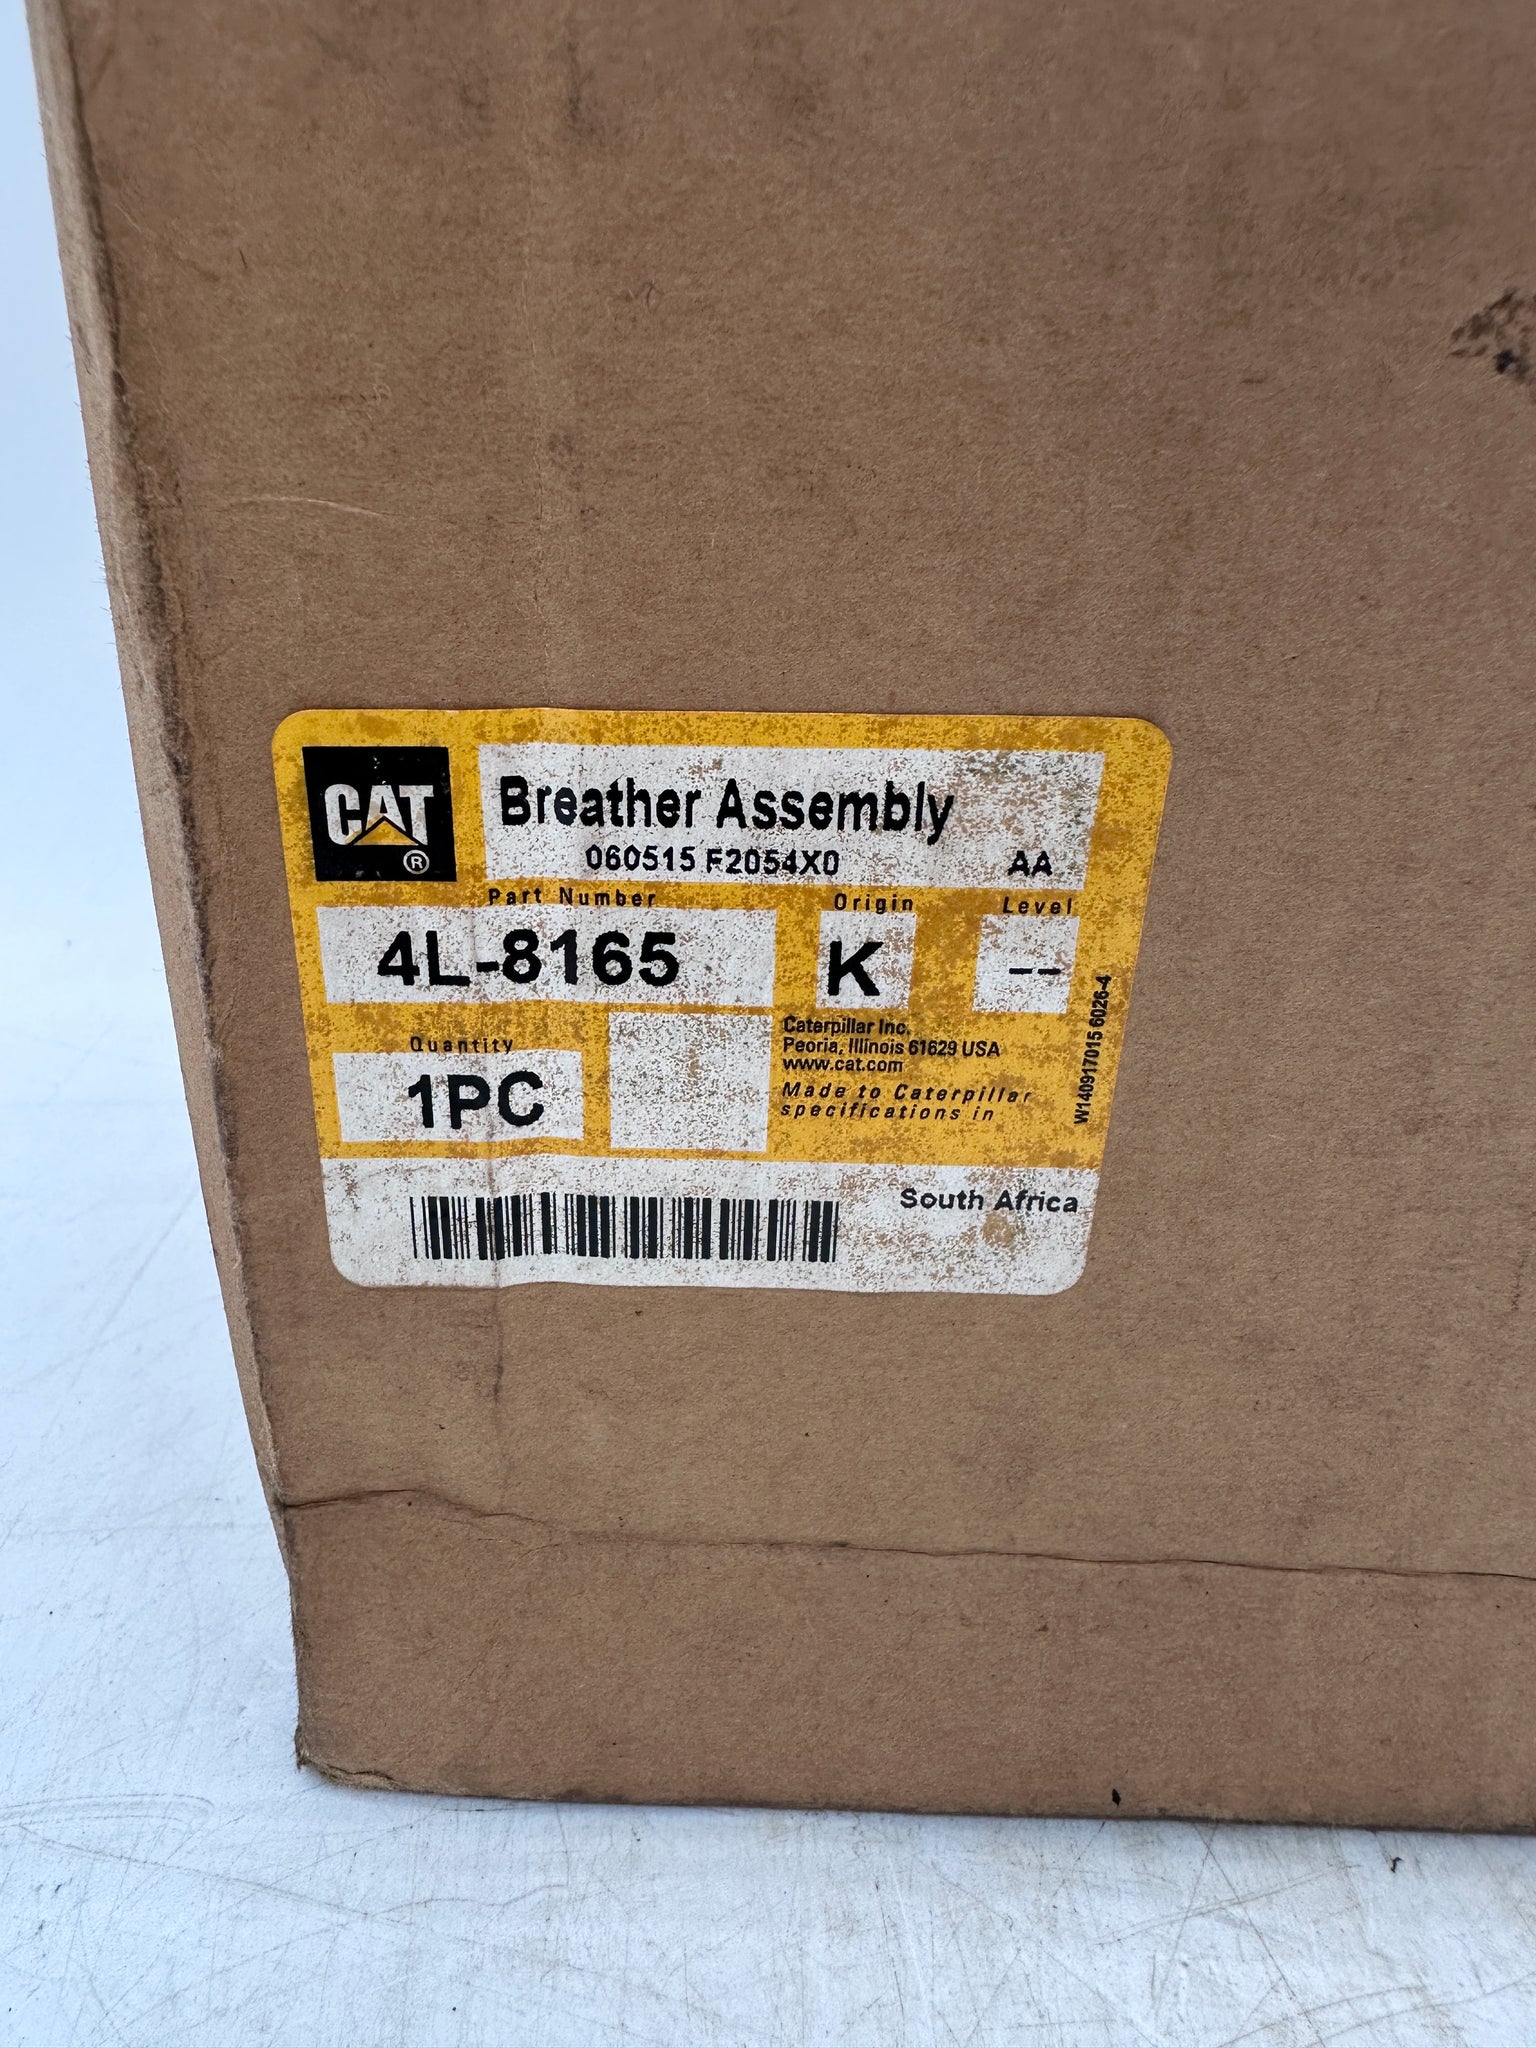 CAT
®
Breather Assembly
060515 F2054X0 AA
Part Number Origin Level
4L-8165 K --
Quantity
1PC
Caterpillar Inc.
Peoria, Illinois 61629 USA
www.cat.com
Made to Caterpillar
specifications in
W140917015 6026-4
South Africa